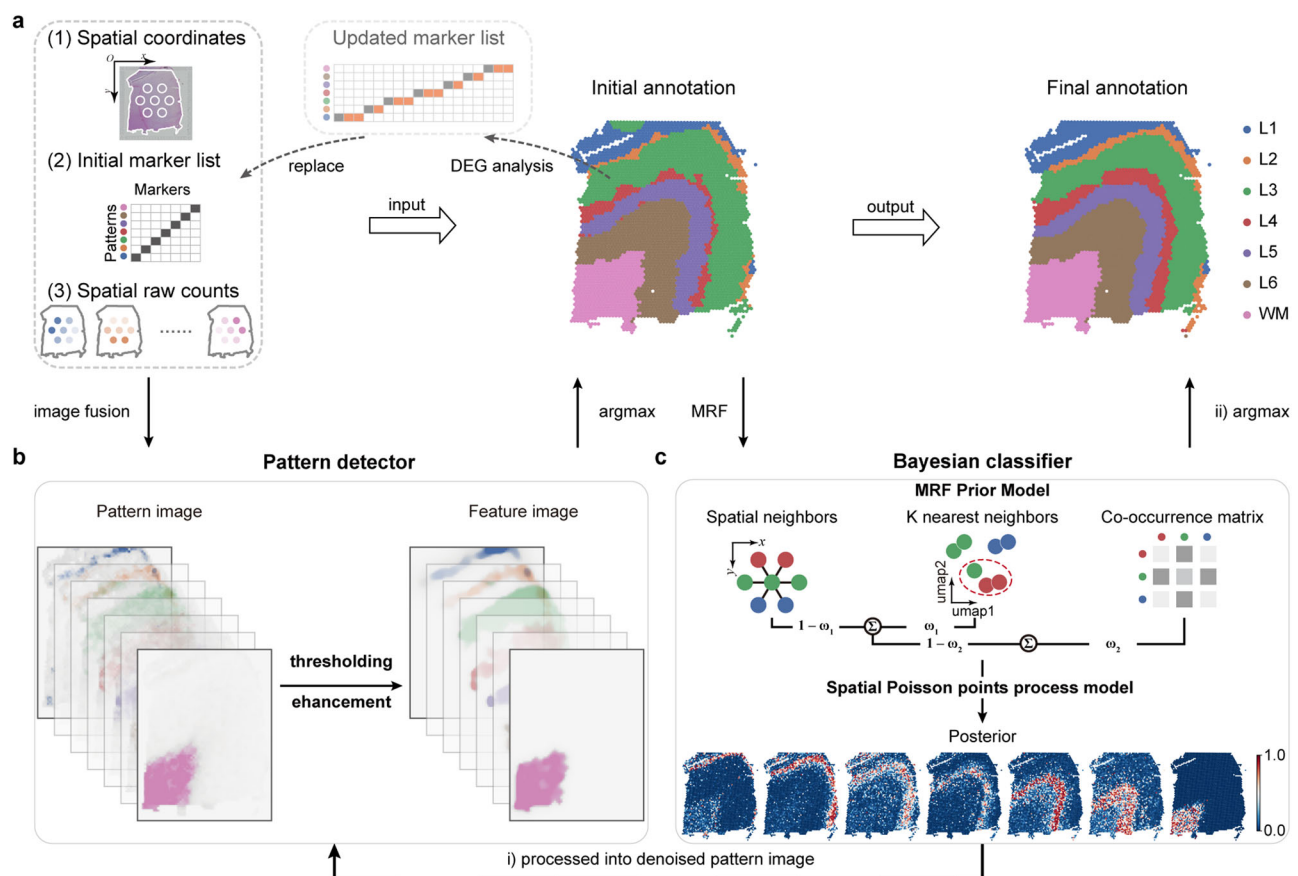 a
(1) Spatial coordinates
O
x
y
(2) Initial marker list
Markers
Patterns
(3) Spatial raw counts
......
Updated marker list
replace
DEG analysis
input
Initial annotation
output
Final annotation
L1
L2
L3
L4
L5
L6
WM
image fusion
argmax
MRF
ii) argmax
b
Pattern detector
Pattern image
Feature image
thresholding
ehancement
c
Bayesian classifier
MRF Prior Model
Spatial neighbors
K nearest neighbors
Co-occurrence matrix
x
y
umap2
umap1
1 − ω1
Σ
ω1
1 − ω2
Σ
ω2
Spatial Poisson points process model
Posterior
1.0
0.0
i) processed into denoised pattern image